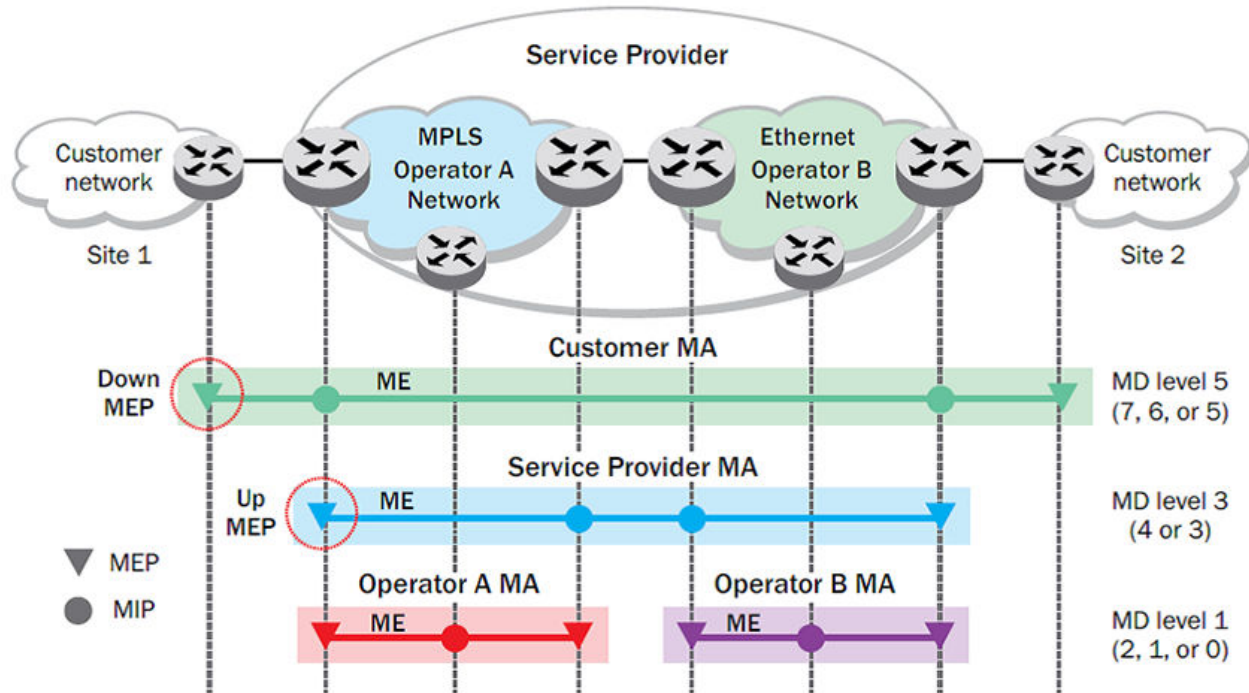 Service Provider
Customer
network
MPLS
Operator A
Network
Ethernet
Operator B
Network
Customer
network
Site 1
Site 2
Customer MA
Down
MEP
ME
MD level 5
(7, 6, or 5)
Service Provider MA
Up
MEP
ME
MD level 3
(4 or 3)
MEP
MIP
Operator A MA
Operator B MA
ME
ME
MD level 1
(2, 1, or 0)